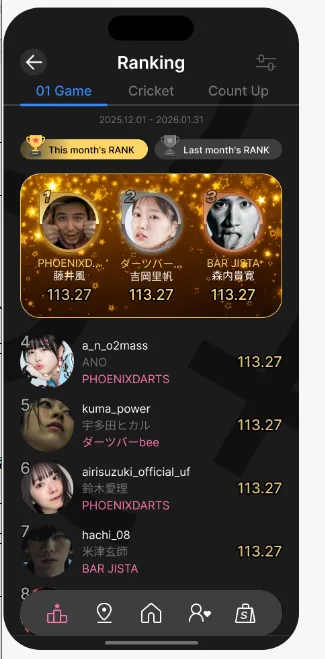 Ranking
01 Game
Cricket
Count Up
2025.12.01 - 2026.01.31
This month's RANK
Last month's RANK
1
PHOENIXD...
藤井風
113.27
2
ダーツバー...
吉岡里帆
113.27
3
BAR JISTA
森内貴寛
113.27
4
a_n_o2mass
ANO
PHOENIXDARTS
113.27
5
kuma_power
宇多田ヒカル
ダーツバーbee
113.27
6
airisuzuki_official_uf
鈴木愛理
PHOENIXDARTS
113.27
7
hachi_08
米津玄師
BAR JISTA
113.27
8
S